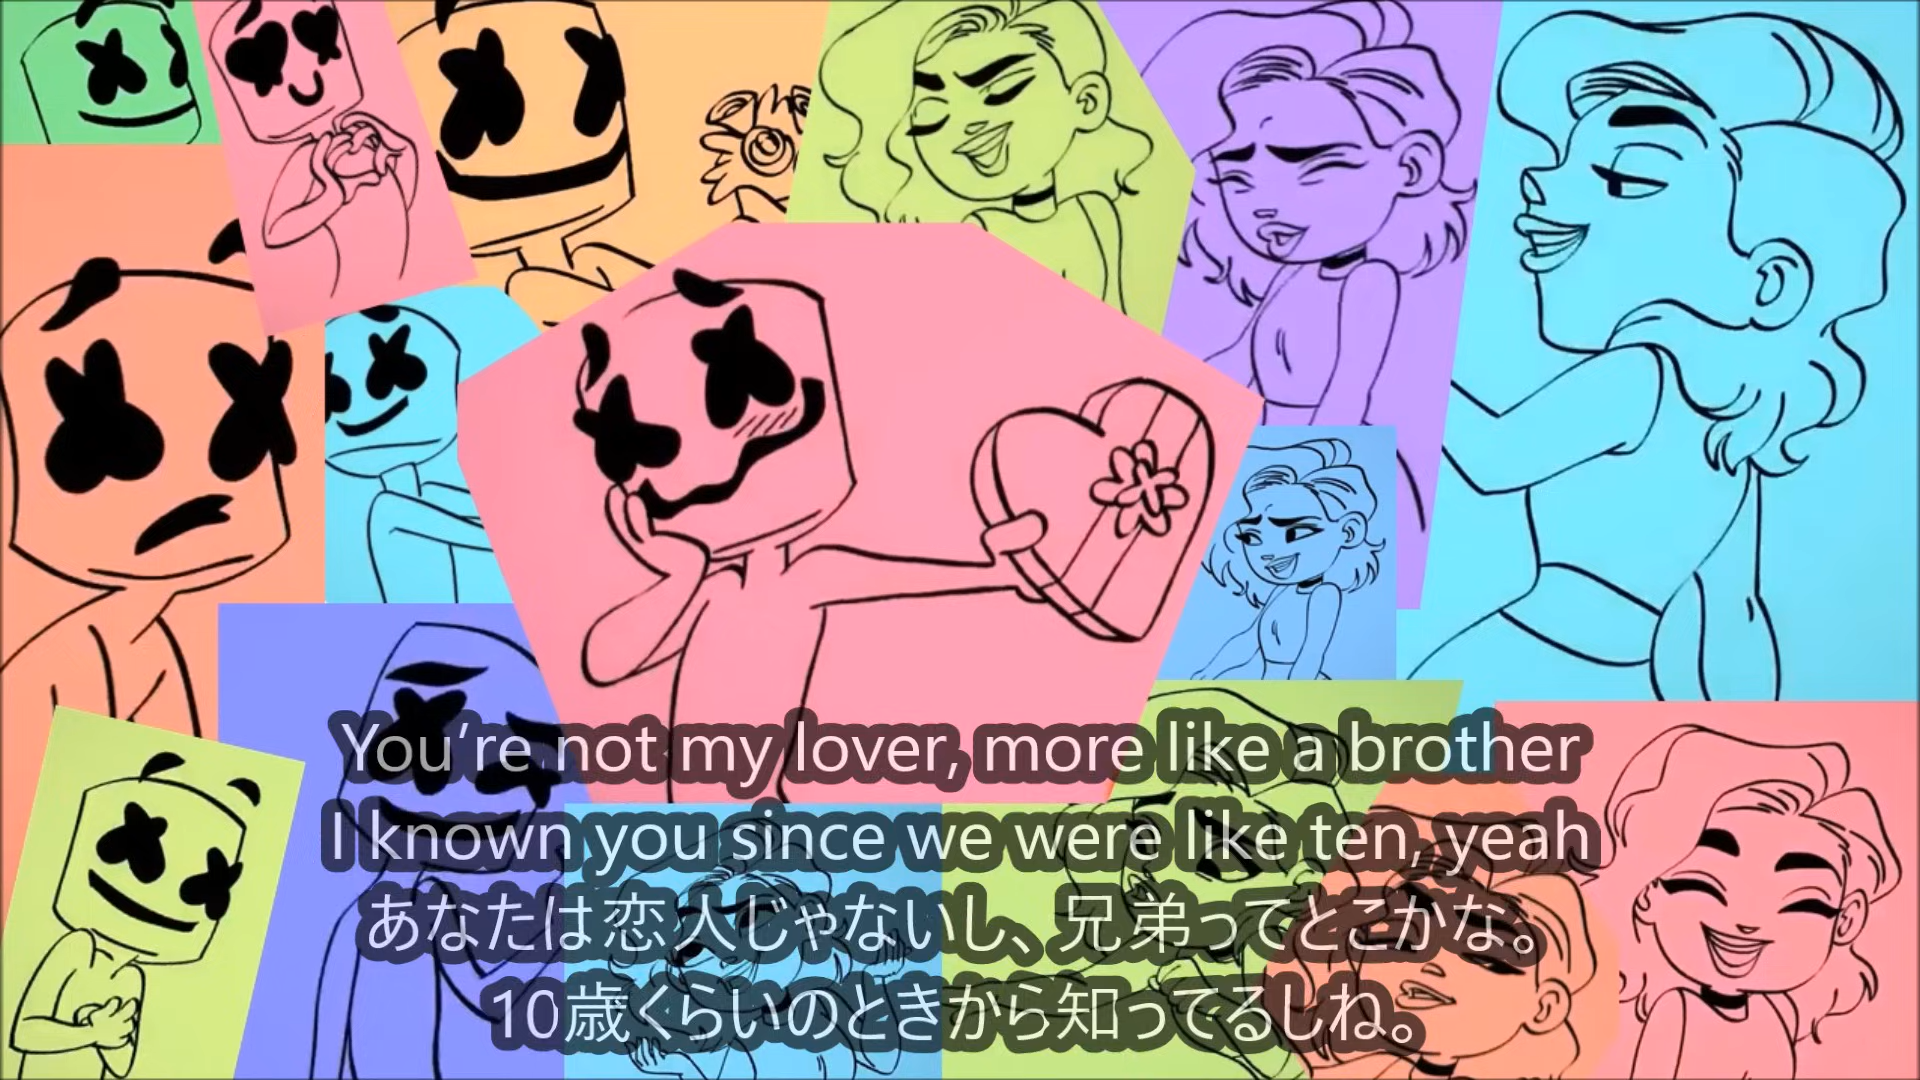 You’re not my lover, more like a brother
I known you since we were like ten, yeah
あなたは恋人じゃないし、兄弟ってとこかな。
10歳くらいのときから知ってるしね。